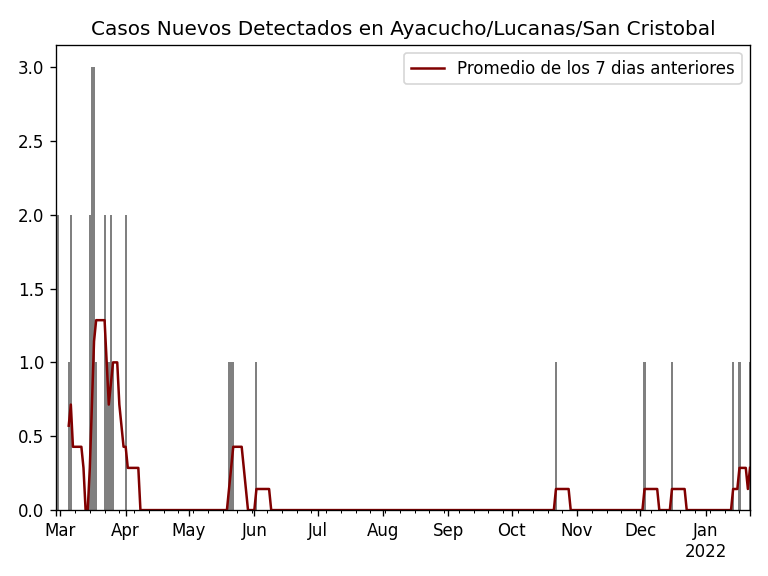 Casos Nuevos Detectados en Ayacucho/Lucanas/San Cristobal
Promedio de los 7 dias anteriores
3.0
2.5
2.0
1.5
1.0
0.5
0.0
Mar Apr May Jun Jul Aug Sep Oct Nov Dec Jan
2022